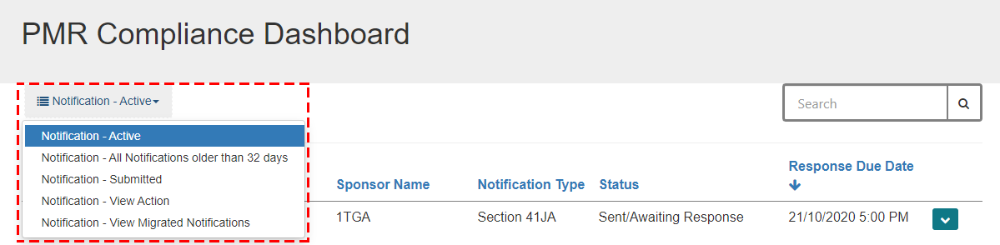 PMR Compliance Dashboard
Notification - Active
Search
Notification - Active
Notification - All Notifications older than 32 days
Notification - Submitted
Notification - View Action
Notification - View Migrated Notifications
Sponsor Name Notification Type Status Response Due Date
1TGA Section 41JA Sent/Awaiting Response 21/10/2020 5:00 PM